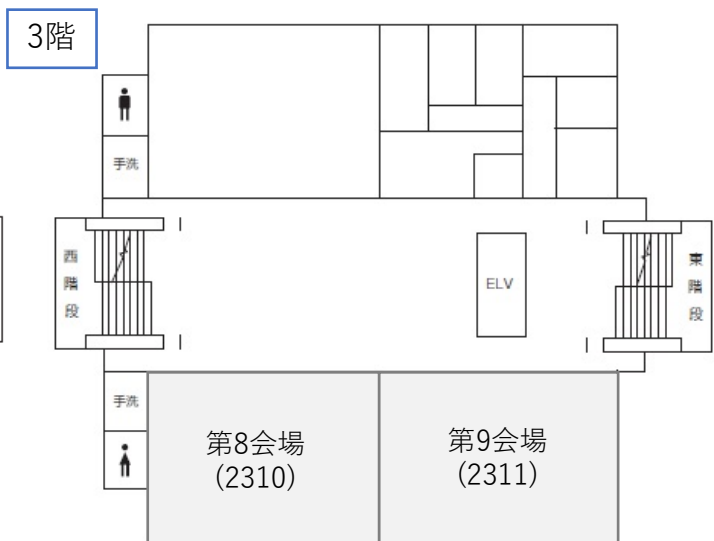 3階
手洗
西階段
ELV
東階段
手洗
第8会場
(2310)
第9会場
(2311)